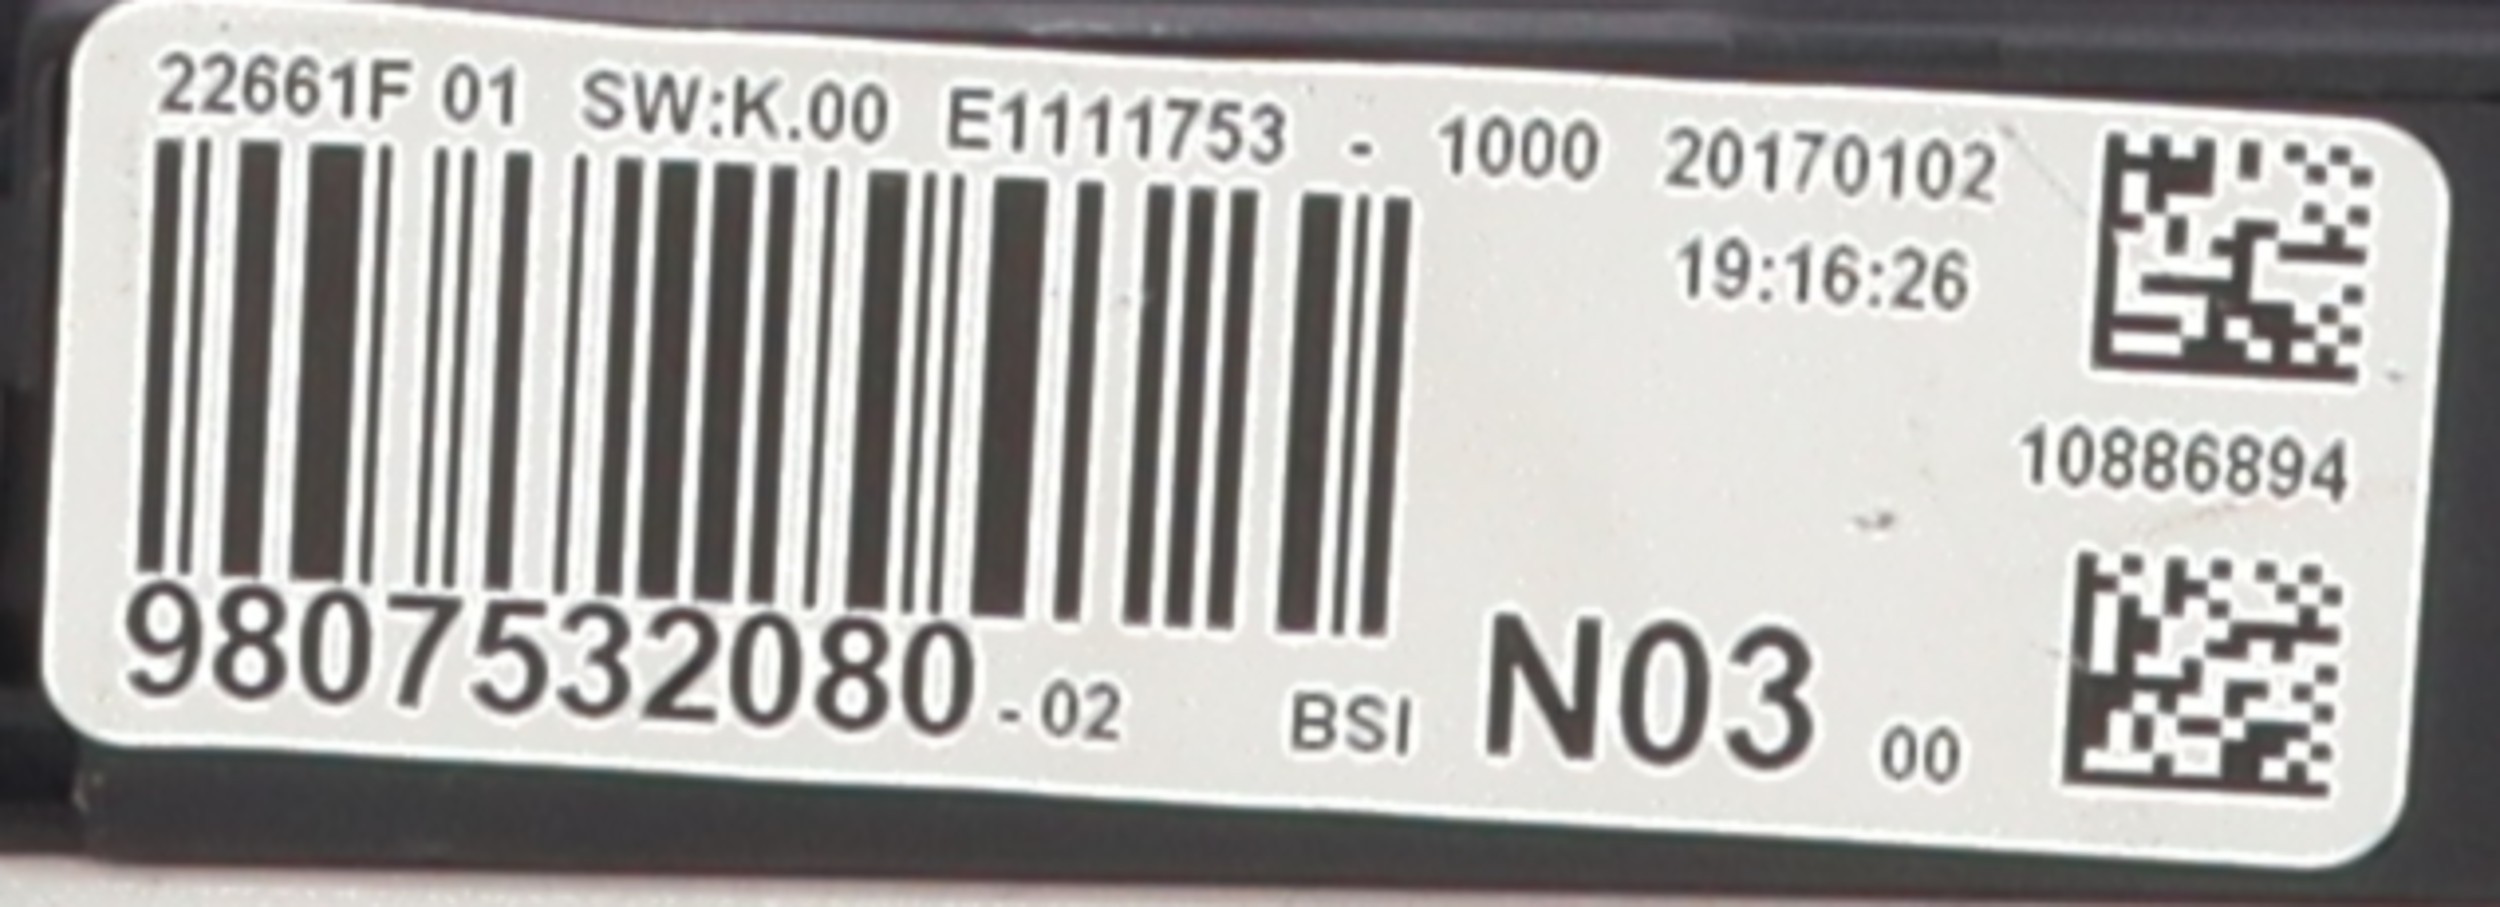 22661F 01 SW:K.00 E1111753 - 1000 20170102
19:16:26
10886894
9807532080 - 02 BSI N03 00